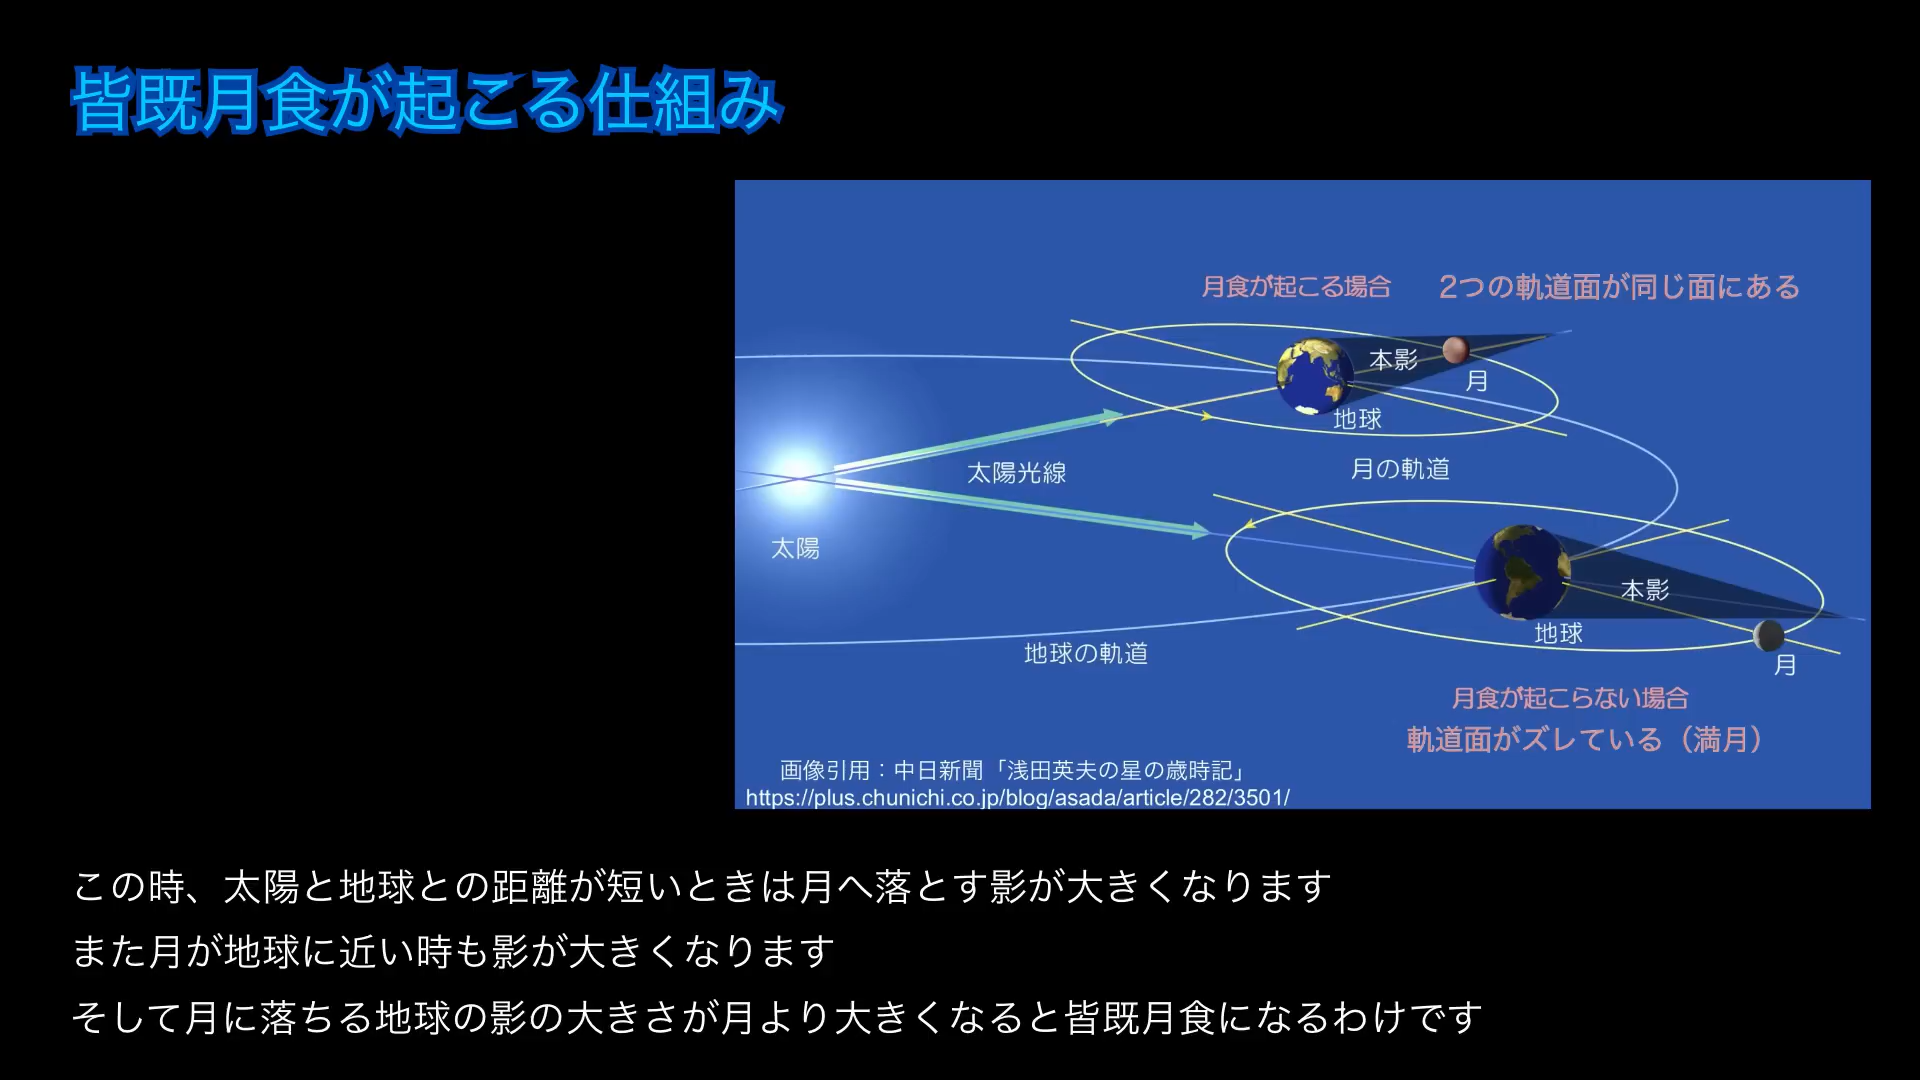 皆既月食が起こる仕組み
月食が起こる場合
2つの軌道面が同じ面にある
本影
月
地球
太陽光線
月の軌道
太陽
本影
地球
地球の軌道
月
月食が起こらない場合
軌道面がズレている（満月）
画像引用：中日新聞「浅田英夫の星の歳時記」
https://plus.chunichi.co.jp/blog/asada/article/282/3501/
この時、太陽と地球との距離が短いときは月へ落とす影が大きくなります
また月が地球に近い時も影が大きくなります
そして月に落ちる地球の影の大きさが月より大きくなると皆既月食になるわけです